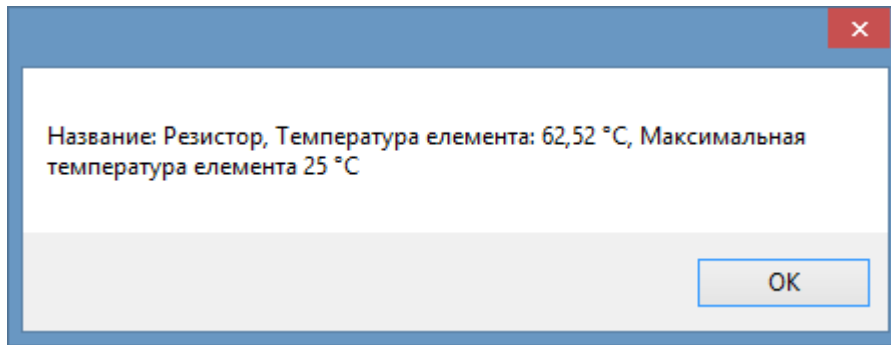 Название: Резистор, Температура елемента: 62,52 °C, Максимальная
температура елемента 25 °C
OK